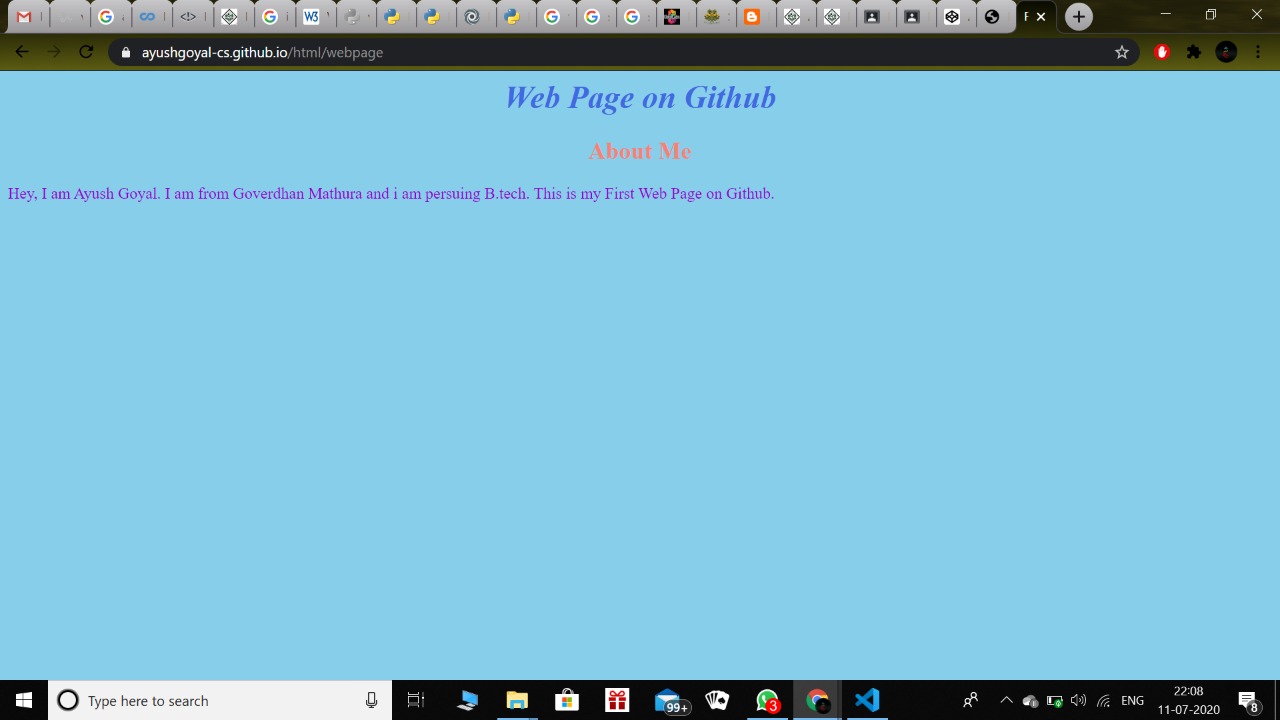 ayushgoyal-cs.github.io/html/webpage
Web Page on Github
About Me
Hey, I am Ayush Goyal. I am from Goverdhan Mathura and i am persuing B.tech. This is my First Web Page on Github.
Type here to search
99+
3
ENG
22:08
11-07-2020
8